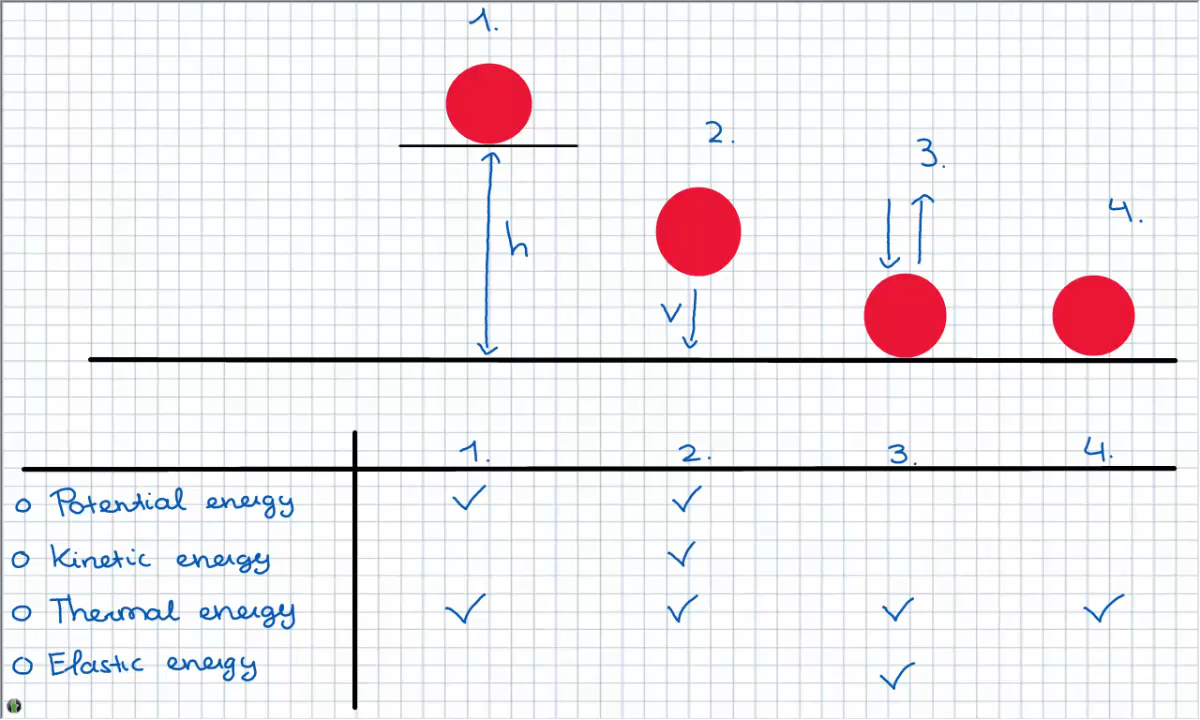 1.
2.
3.
4.
h
v
1. 2. 3. 4.
Potential energy ✓ ✓
Kinetic energy ✓
Thermal energy ✓ ✓ ✓ ✓
Elastic energy ✓